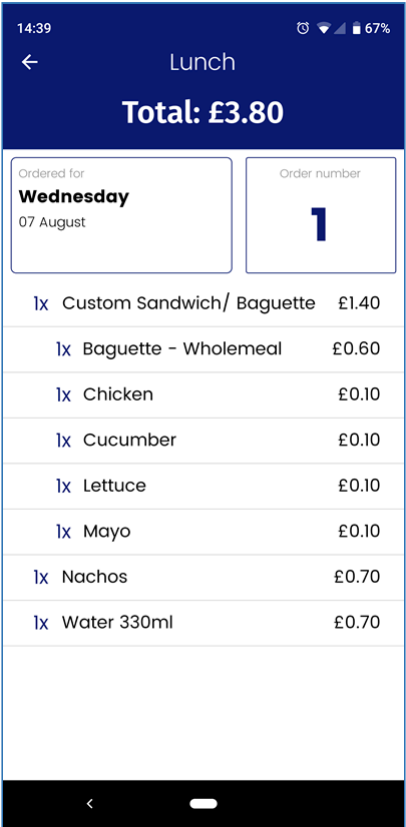 14:39 67%
Lunch
Total: £3.80
Ordered for
Wednesday
07 August
Order number
1
1x Custom Sandwich/ Baguette £1.40
1x Baguette - Wholemeal £0.60
1x Chicken £0.10
1x Cucumber £0.10
1x Lettuce £0.10
1x Mayo £0.10
1x Nachos £0.70
1x Water 330ml £0.70